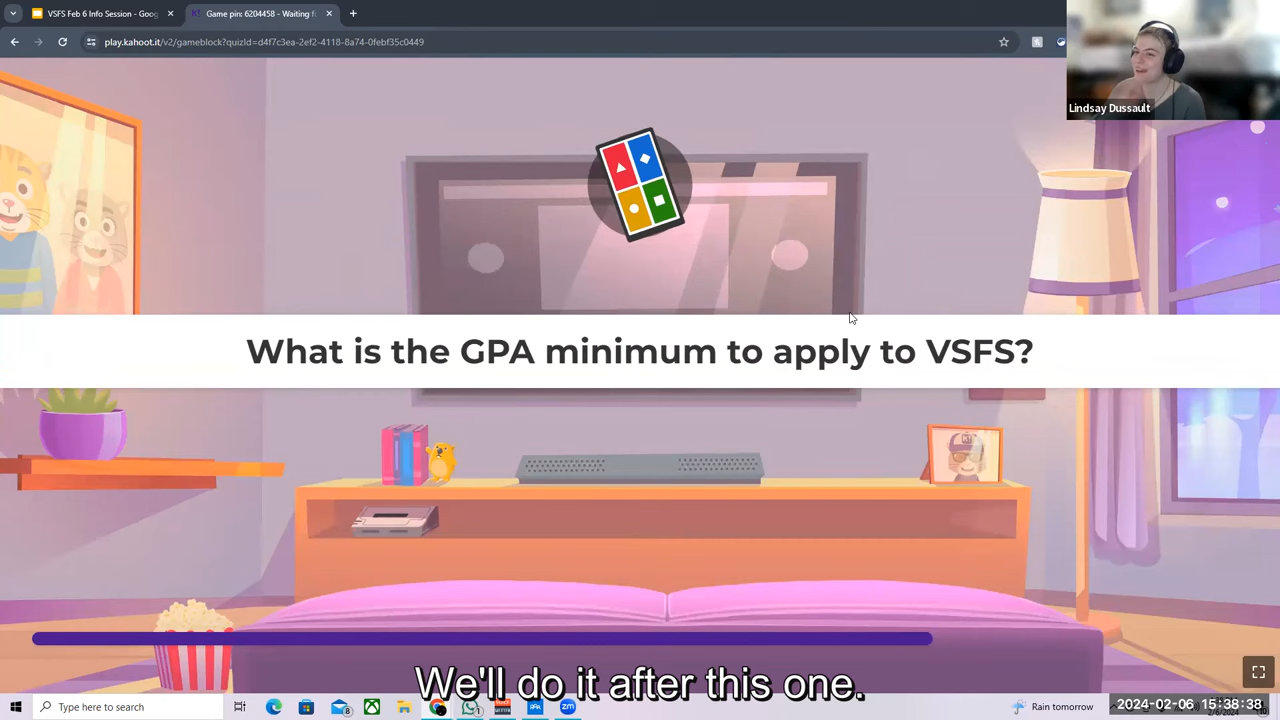 VSFS Feb 6 Info Session - Goog
Game pin: 6204458 - Waiting f
play.kahoot.it/v2/gameblock?quizId=d4f7c3ea-2ef2-4118-8a74-0febf35c0449
Lindsay Dussault
What is the GPA minimum to apply to VSFS?
We'll do it after this one.
Type here to search
Rain tomorrow
2024-02-06 15:38:38